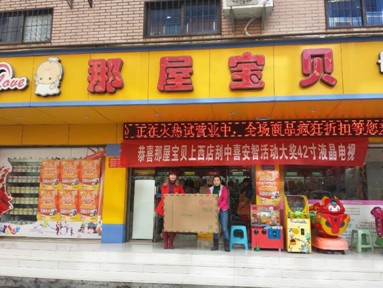 Love
那屋宝贝
正在火热试营业中，全场商品疯狂折扣等您
恭喜那屋宝贝上西店刮中喜安智活动大奖42寸液晶电视